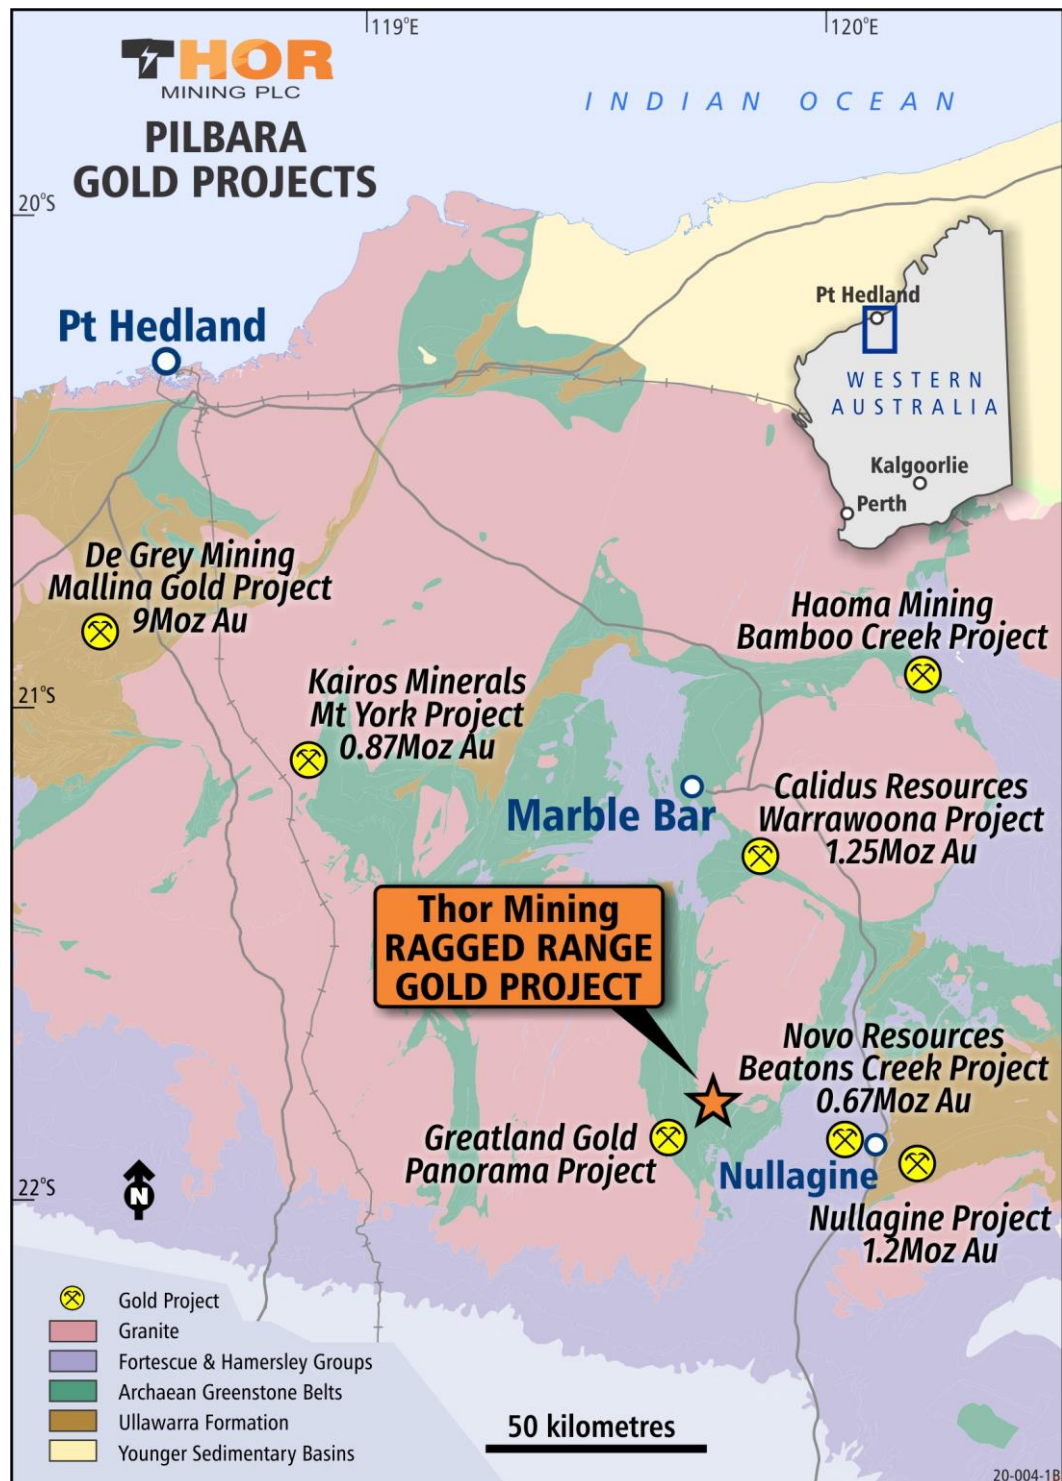 119°E
120°E
THOR
MINING PLC
PILBARA
GOLD PROJECTS
INDIAN OCEAN
20°S
Pt Hedland
Pt Hedland
WESTERN
AUSTRALIA
Kalgoorlie
Perth
De Grey Mining
Mallina Gold Project
9Moz Au
Haoma Mining
Bamboo Creek Project
21°S
Kairos Minerals
Mt York Project
0.87Moz Au
Marble Bar
Calidus Resources
Warrawoona Project
1.25Moz Au
Thor Mining
RAGGED RANGE
GOLD PROJECT
Novo Resources
Beatons Creek Project
0.67Moz Au
Greatland Gold
Panorama Project
Nullagine
22°S
N
Nullagine Project
1.2Moz Au
Gold Project
Granite
Fortescue & Hamersley Groups
Archaean Greenstone Belts
Ullawarra Formation
Younger Sedimentary Basins
50 kilometres
20-004-1B